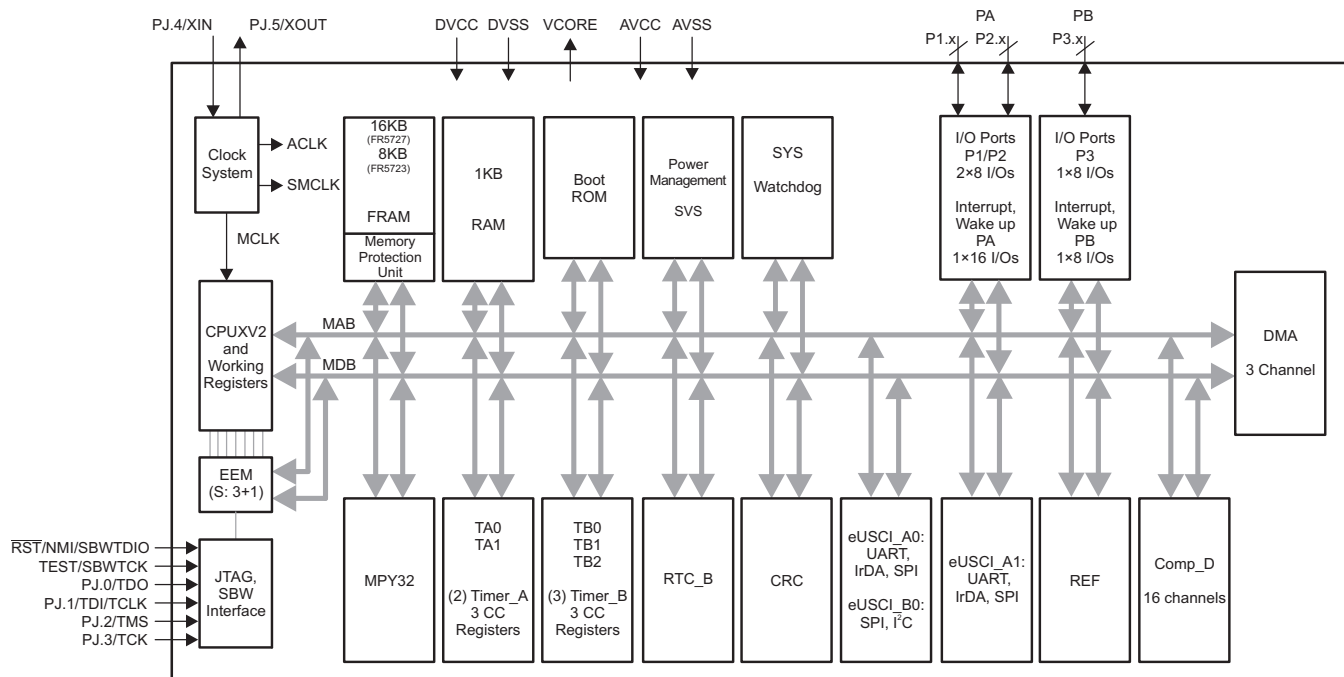 PJ.4/XIN
PJ.5/XOUT
DVCC
DVSS
VCORE
AVCC
AVSS
PA
PB
P1.x
P2.x
P3.x
Clock
System
ACLK
SMCLK
MCLK
16KB
(FR5727)
8KB
(FR5723)
FRAM
Memory
Protection
Unit
1KB
RAM
Boot
ROM
Power
Management
SVS
SYS
Watchdog
I/O Ports
P1/P2
2×8 I/Os
Interrupt,
Wake up
PA
1×16 I/Os
I/O Ports
P3
1×8 I/Os
Interrupt,
Wake up
PB
1×8 I/Os
CPUXV2
and
Working
Registers
MAB
MDB
DMA
3 Channel
EEM
(S: 3+1)
RST/NMI/SBWTDIO
TEST/SBWTCK
PJ.0/TDO
PJ.1/TDI/TCLK
PJ.2/TMS
PJ.3/TCK
JTAG,
SBW
Interface
MPY32
TA0
TA1
(2) Timer_A
3 CC
Registers
TB0
TB1
TB2
(3) Timer_B
3 CC
Registers
RTC_B
CRC
eUSCI_A0:
UART,
IrDA, SPI
eUSCI_B0:
SPI, I²C
eUSCI_A1:
UART,
IrDA, SPI
REF
Comp_D
16 channels